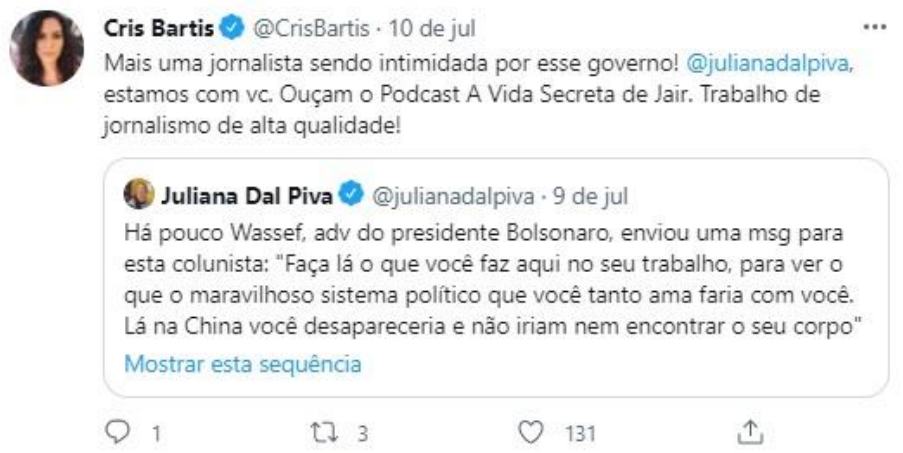 Cris Bartis @CrisBartis · 10 de jul
Mais uma jornalista sendo intimidada por esse governo! @julianadalpiva,
estamos com vc. Ouçam o Podcast A Vida Secreta de Jair. Trabalho de
jornalismo de alta qualidade!
Juliana Dal Piva @julianadalpiva · 9 de jul
Há pouco Wassef, adv do presidente Bolsonaro, enviou uma msg para
esta colunista: "Faça lá o que você faz aqui no seu trabalho, para ver o
que o maravilhoso sistema político que você tanto ama faria com você.
Lá na China você desapareceria e não iriam nem encontrar o seu corpo"
Mostrar esta sequência
1 3 131